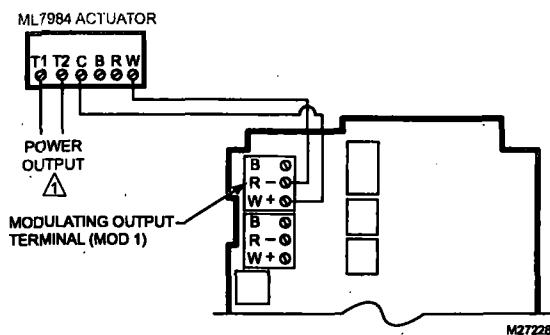 ML7984 ACTUATOR
T1 T2 C B R W
POWER
OUTPUT
1
MODULATING OUTPUT
TERMINAL (MOD 1)
B
R –
W +
B
R –
W +
M27228